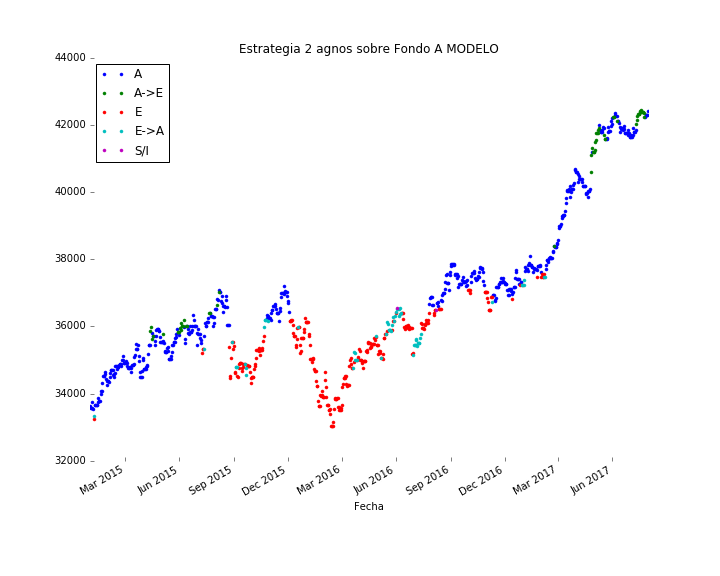 Estrategia 2 agnos sobre Fondo A MODELO
44000
42000
40000
38000
36000
34000
32000
A
A->E
E
E->A
S/I
Mar 2015
Jun 2015
Sep 2015
Dec 2015
Mar 2016
Jun 2016
Sep 2016
Dec 2016
Mar 2017
Jun 2017
Fecha